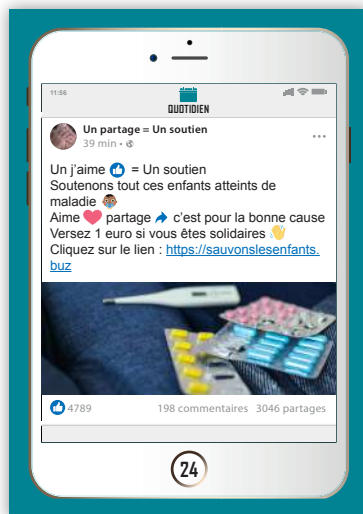 11:56
QUOTIDIEN
Un partage = Un soutien
39 min •
Un j’aime = Un soutien
Soutenons tout ces enfants atteints de
maladie
Aime partage c’est pour la bonne cause
Versez 1 euro si vous êtes solidaires
Cliquez sur le lien : https://sauvonslesenfants.
buz
4789 198 commentaires 3046 partages
24